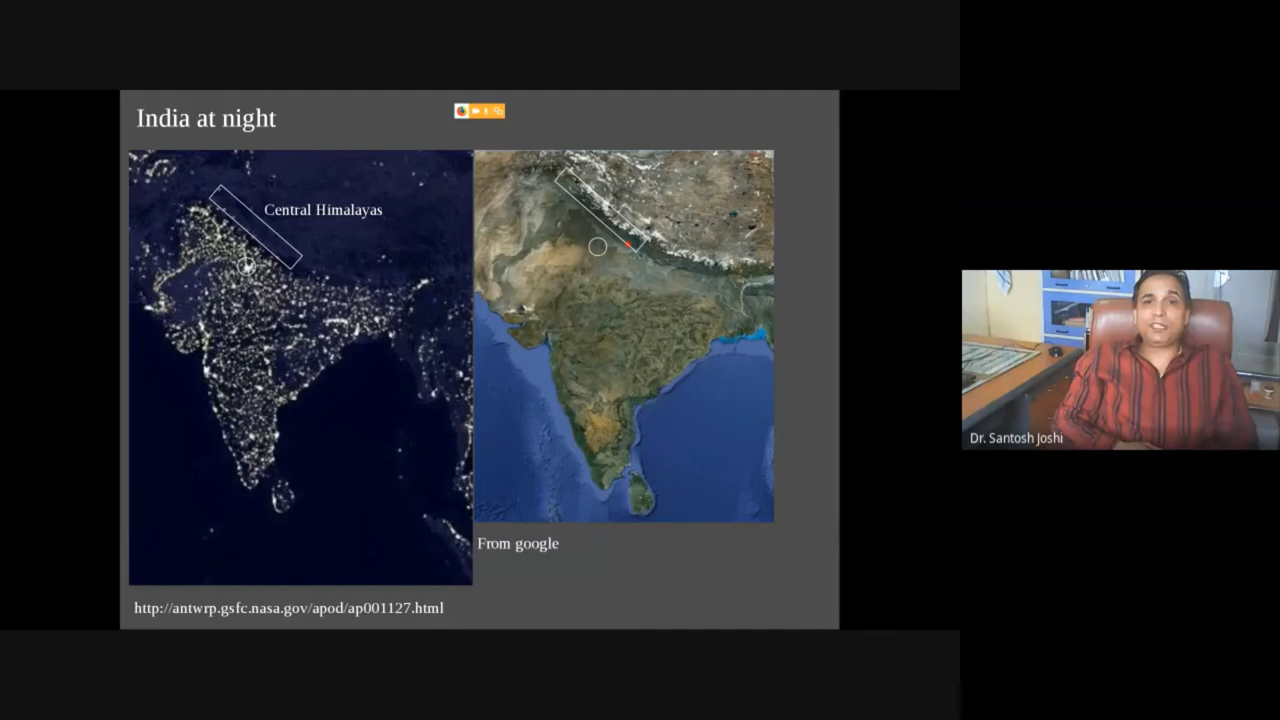 India at night
Central Himalayas
From google
http://antwrp.gsfc.nasa.gov/apod/ap001127.html
Dr. Santosh Joshi